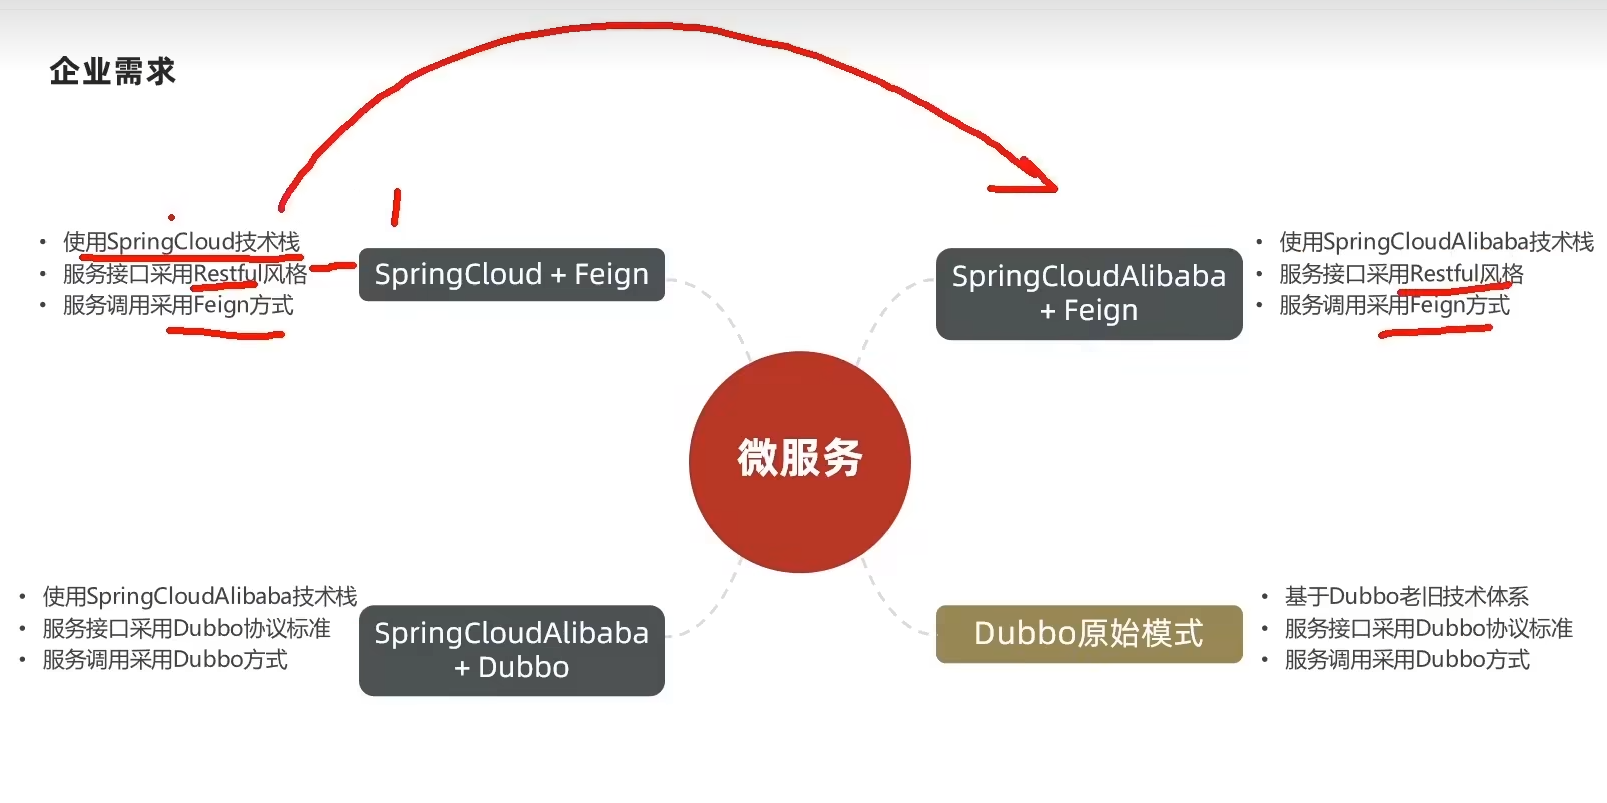 企业需求
• 使用SpringCloud技术栈
• 服务接口采用Restful风格
• 服务调用采用Feign方式
SpringCloud + Feign
SpringCloudAlibaba
+ Feign
• 使用SpringCloudAlibaba技术栈
• 服务接口采用Restful风格
• 服务调用采用Feign方式
微服务
• 使用SpringCloudAlibaba技术栈
• 服务接口采用Dubbo协议标准
• 服务调用采用Dubbo方式
SpringCloudAlibaba
+ Dubbo
Dubbo原始模式
• 基于Dubbo老旧技术体系
• 服务接口采用Dubbo协议标准
• 服务调用采用Dubbo方式